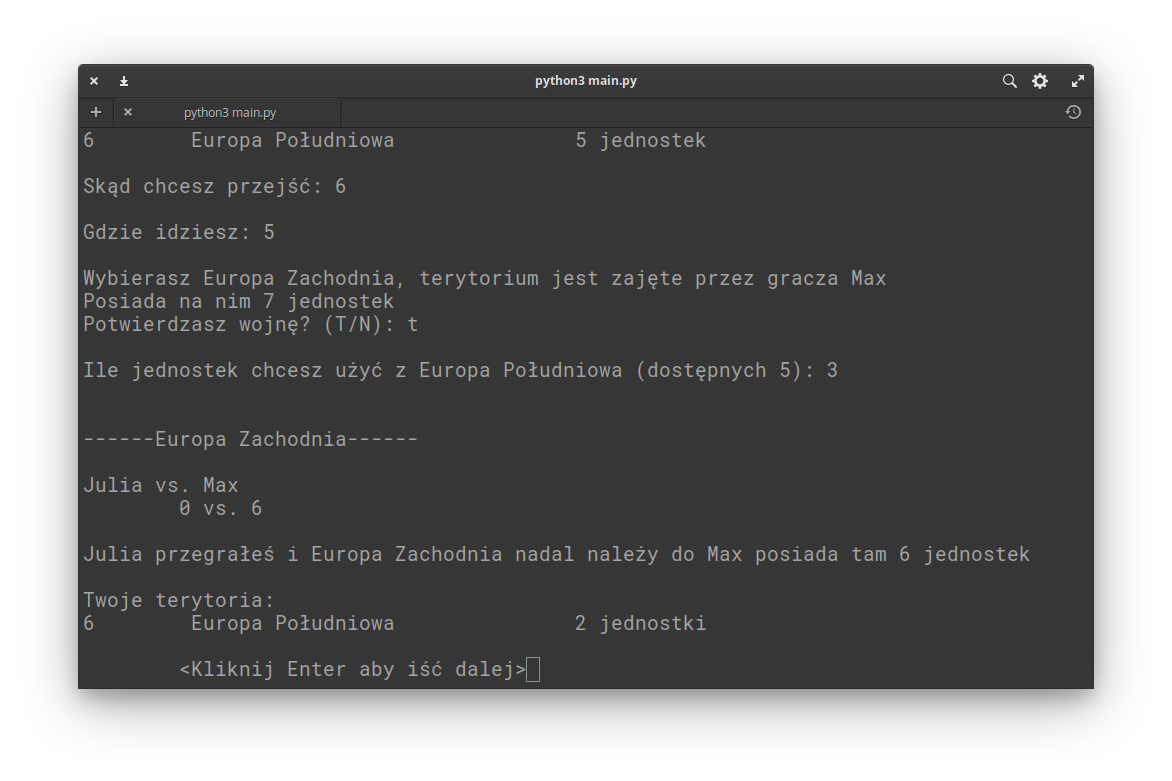 python3 main.py
python3 main.py
6 Europa Południowa 5 jednostek
Skąd chcesz przejść: 6
Gdzie idziesz: 5
Wybierasz Europa Zachodnia, terytorium jest zajęte przez gracza Max
Posiada na nim 7 jednostek
Potwierdzasz wojnę? (T/N): t
Ile jednostek chcesz użyć z Europa Południowa (dostępnych 5): 3
------Europa Zachodnia------
Julia vs. Max
0 vs. 6
Julia przegrałeś i Europa Zachodnia nadal należy do Max posiada tam 6 jednostek
Twoje terytoria:
6 Europa Południowa 2 jednostki
<Kliknij Enter aby iść dalej>